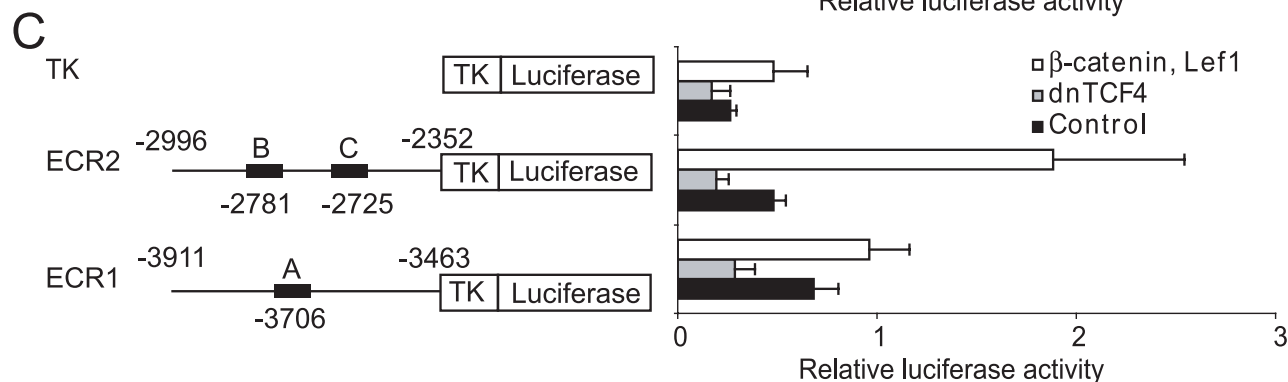 Relative luciferase activity
C
TK
TK Luciferase
β-catenin, Lef1
dnTCF4
Control
-2996
-2352
ECR2
B
C
TK Luciferase
-2781
-2725
-3911
-3463
ECR1
A
TK Luciferase
-3706
0 1 2 3
Relative luciferase activity